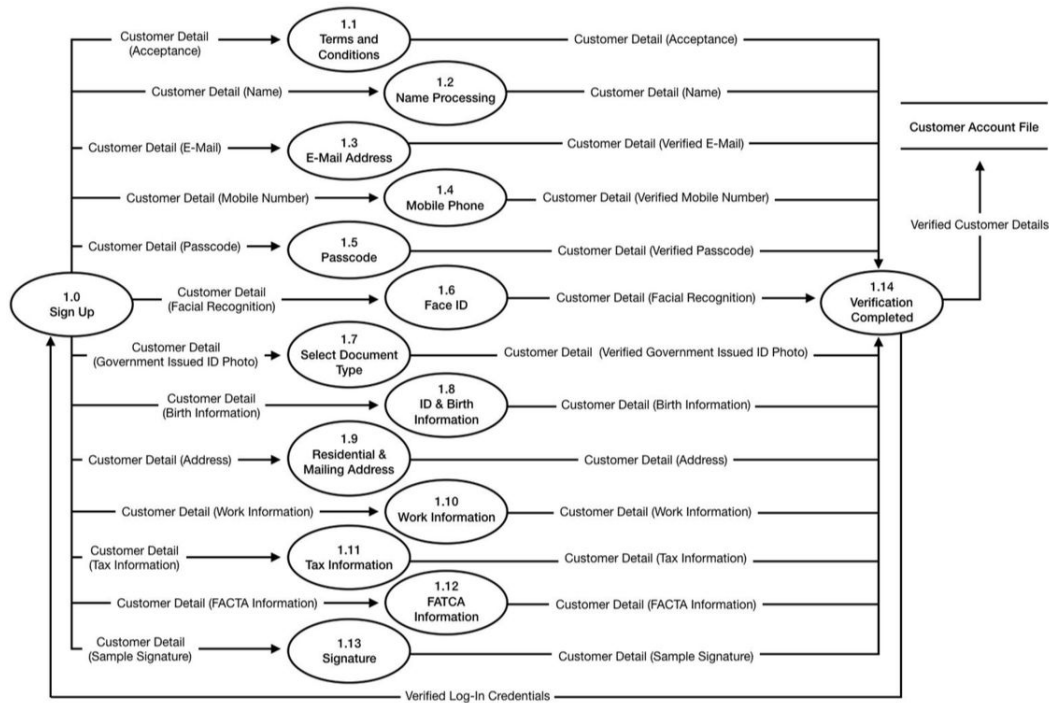 Customer Detail
(Acceptance)
1.1
Terms and
Conditions
Customer Detail (Acceptance)
Customer Detail (Name)
1.2
Name Processing
Customer Detail (Name)
Customer Account File
Customer Detail (E-Mail)
1.3
E-Mail Address
Customer Detail (Verified E-Mail)
Customer Detail (Mobile Number)
1.4
Mobile Phone
Customer Detail (Verified Mobile Number)
Verified Customer Details
Customer Detail (Passcode)
1.5
Passcode
Customer Detail (Verified Passcode)
1.0
Sign Up
Customer Detail
(Facial Recognition)
1.6
Face ID
Customer Detail (Facial Recognition)
1.14
Verification
Completed
Customer Detail
(Government Issued ID Photo)
1.7
Select Document
Type
Customer Detail (Verified Government Issued ID Photo)
Customer Detail
(Birth Information)
1.8
ID & Birth
Information
Customer Detail (Birth Information)
Customer Detail (Address)
1.9
Residential &
Mailing Address
Customer Detail (Address)
Customer Detail (Work Information)
1.10
Work Information
Customer Detail (Work Information)
Customer Detail
(Tax Information)
1.11
Tax Information
Customer Detail (Tax Information)
Customer Detail (FACTA Information)
1.12
FATCA
Information
Customer Detail (FACTA Information)
Customer Detail
(Sample Signature)
1.13
Signature
Customer Detail (Sample Signature)
Verified Log-In Credentials